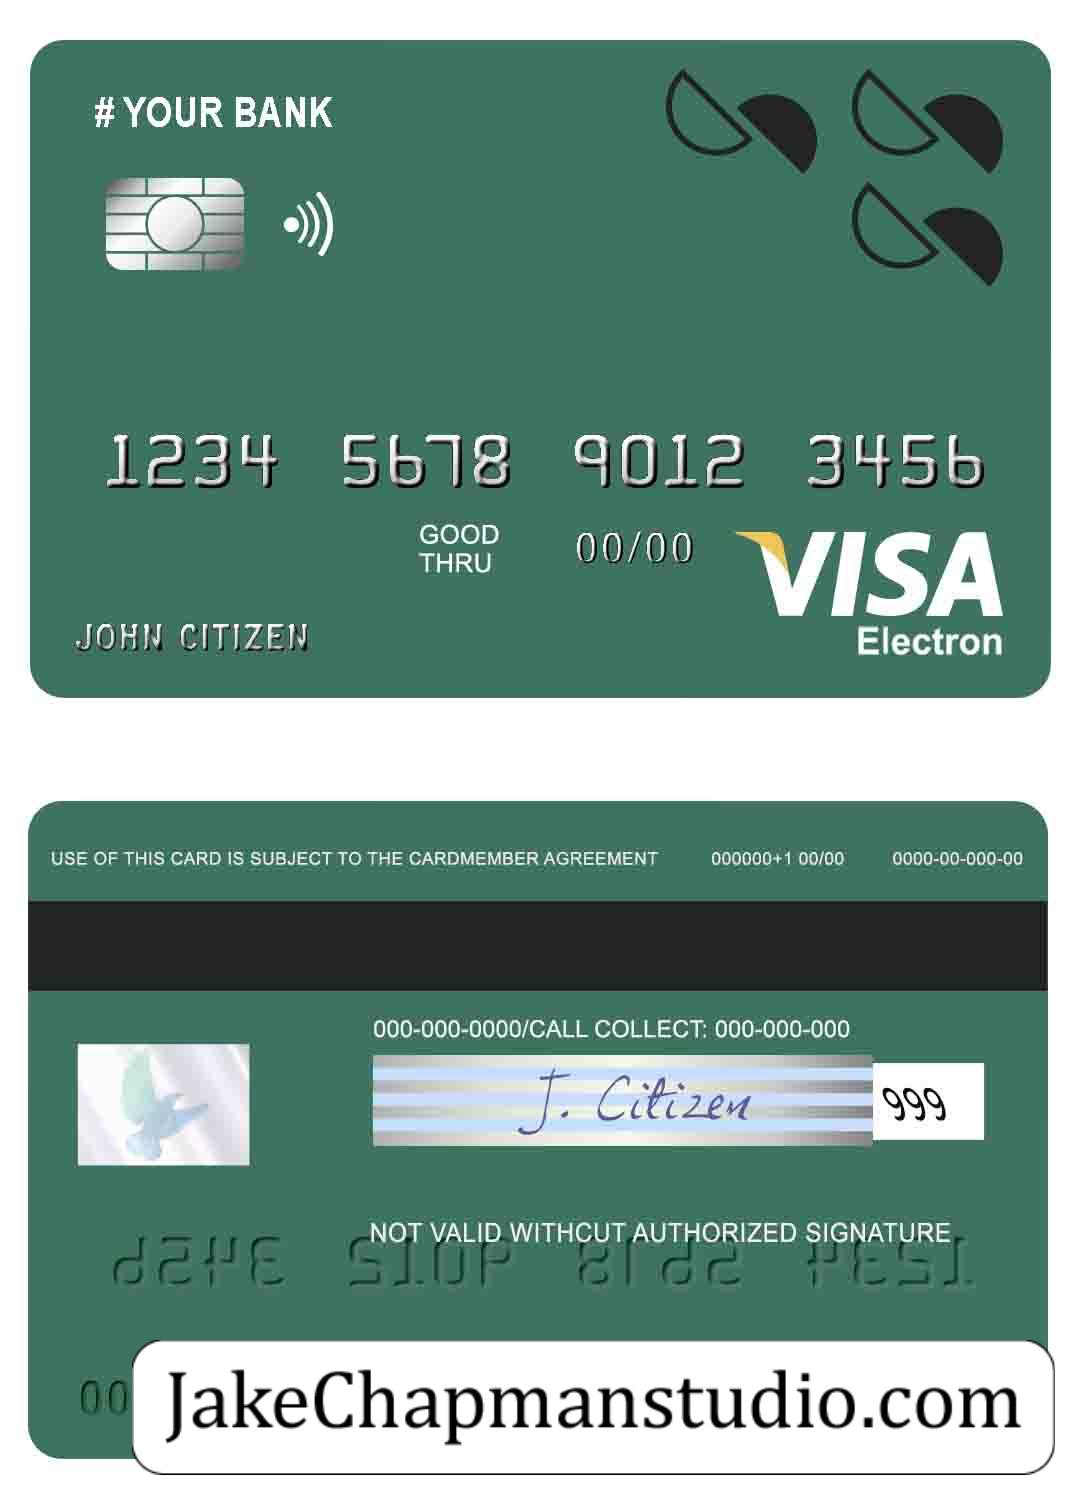 # YOUR BANK
1234 5678 9012 3456
GOOD
THRU
00/00
VISA
Electron
JOHN CITIZEN
USE OF THIS CARD IS SUBJECT TO THE CARDMEMBER AGREEMENT 000000+1 00/00 0000-00-000-00
000-000-0000/CALL COLLECT: 000-000-000
J. Citizen 999
NOT VALID WITHCUT AUTHORIZED SIGNATURE
00
JakeChapmanstudio.com